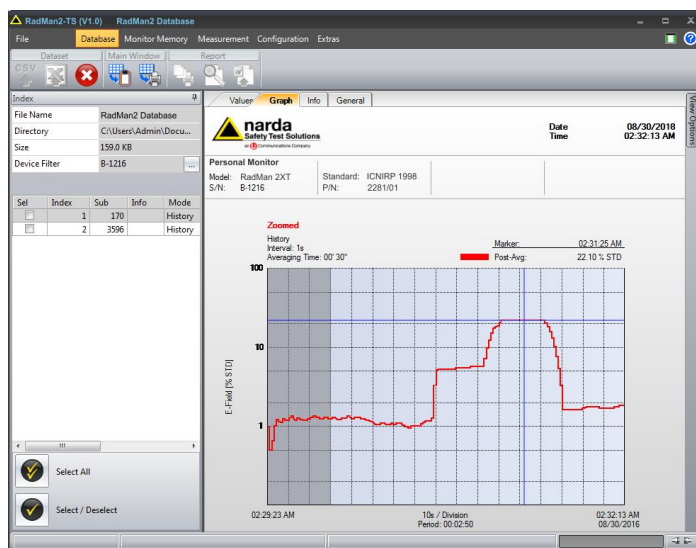 RadMan2-TS (V1.0) RadMan2 Database
File Database Monitor Memory Measurement Configuration Extras
Dataset Main Window Report
CSV
Index
File Name RadMan2 Database
Directory C:\Users\Admin\Docu...
Size 159.0 KB
Device Filter B-1216 ...
Sel Index Sub Info Mode
1 170 History
2 3596 History
Select All
Select / Deselect
Values Graph Info General
View Options
narda
Safety Test Solutions
an L3 Communications Company
Date 08/30/2018
Time 02:32:13 AM
Personal Monitor
Model: RadMan 2XT Standard: ICNIRP 1998
S/N: B-1216 P/N: 2281/01
Zoomed
History
Interval: 1s
Averaging Time: 00' 30"
Marker: 02:31:25 AM
Post-Avg: 22.10 % STD
100
10
1
E-Field [% STD]
02:29:23 AM 10s / Division 02:32:13 AM
Period: 00:02:50 08/30/2016